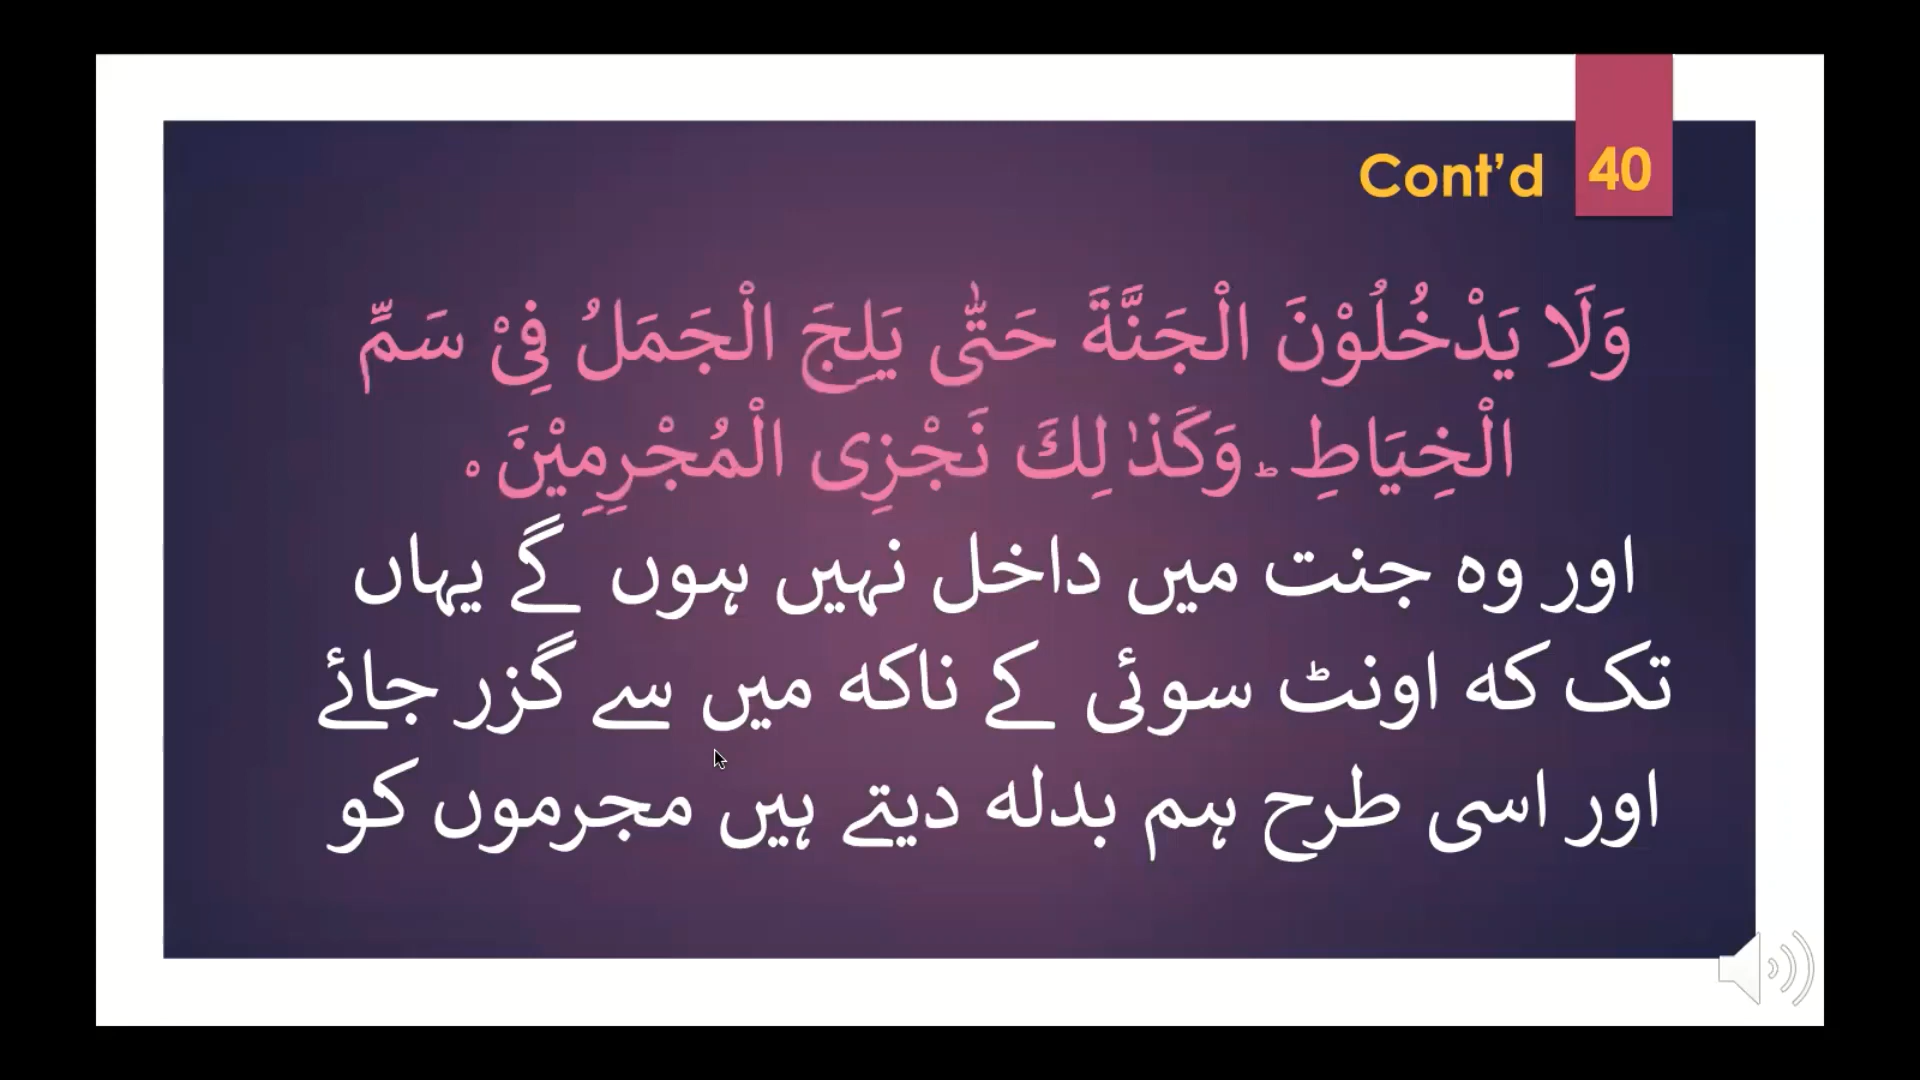 Cont’d 40
وَلَا يَدْخُلُوْنَ الْجَنَّةَ حَتّٰى يَلِجَ الْجَمَلُ فِىْ سَمِّ
الْخِيَاطِ ؕ وَكَذٰ لِكَ نَجْزِى الْمُجْرِمِيْنَ ۰
اور وہ جنت میں داخل نہیں ہوں گے یہاں
تک کہ اونٹ سوئی کے ناکہ میں سے گزر جائے
اور اسی طرح ہم بدلہ دیتے ہیں مجرموں کو